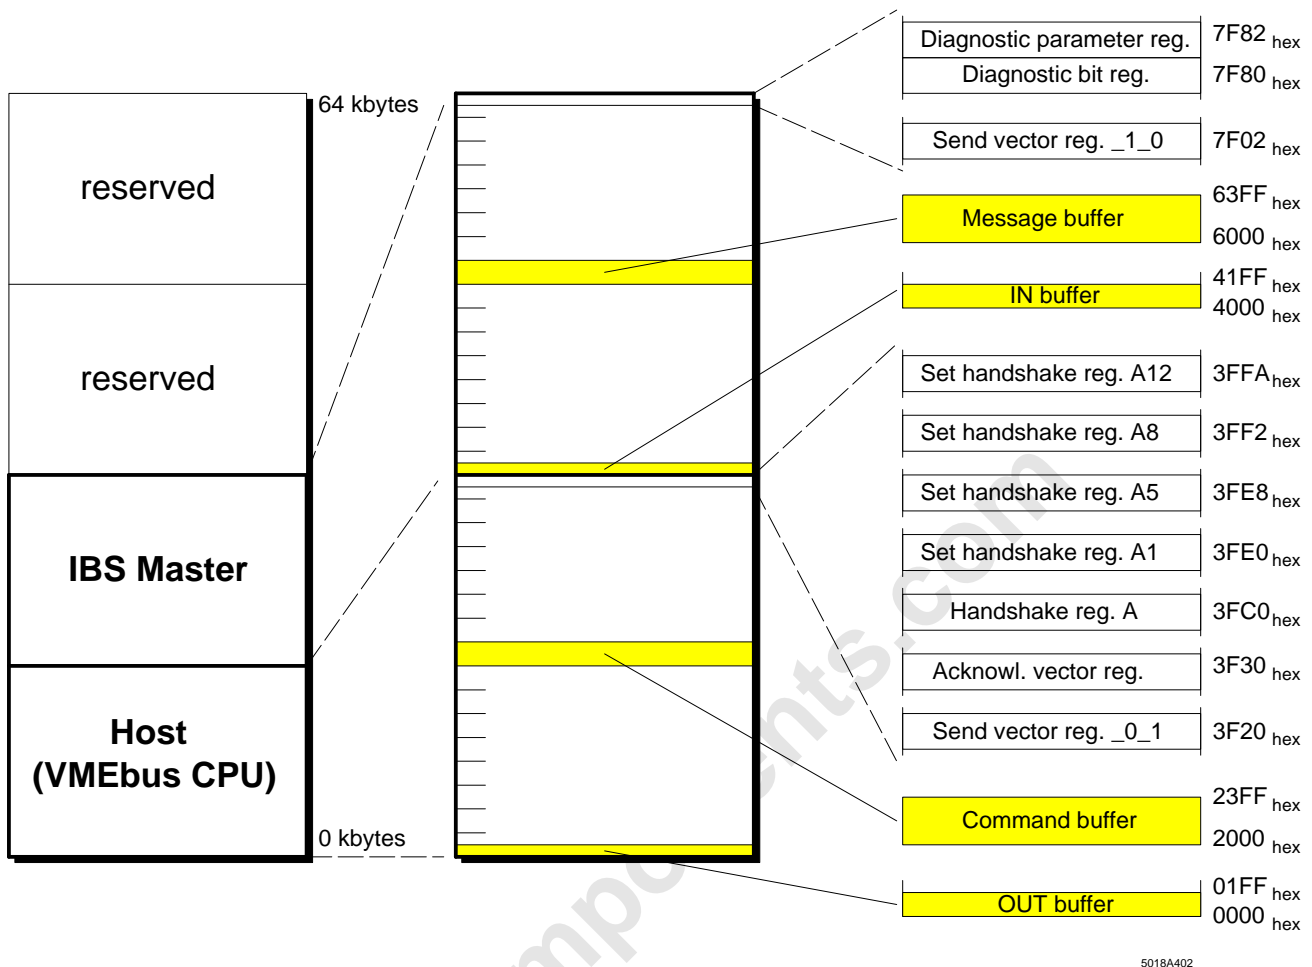 64 kbytes
reserved
reserved
IBS Master
Host
(VMEbus CPU)
0 kbytes
Diagnostic parameter reg. 7F82 hex
Diagnostic bit reg. 7F80 hex
Send vector reg. _1_0 7F02 hex
63FF hex
Message buffer
6000 hex
41FF hex
IN buffer
4000 hex
Set handshake reg. A12 3FFA hex
Set handshake reg. A8 3FF2 hex
Set handshake reg. A5 3FE8 hex
Set handshake reg. A1 3FE0 hex
Handshake reg. A 3FC0 hex
Acknowl. vector reg. 3F30 hex
Send vector reg. _0_1 3F20 hex
23FF hex
Command buffer
2000 hex
01FF hex
OUT buffer
0000 hex
5018A402